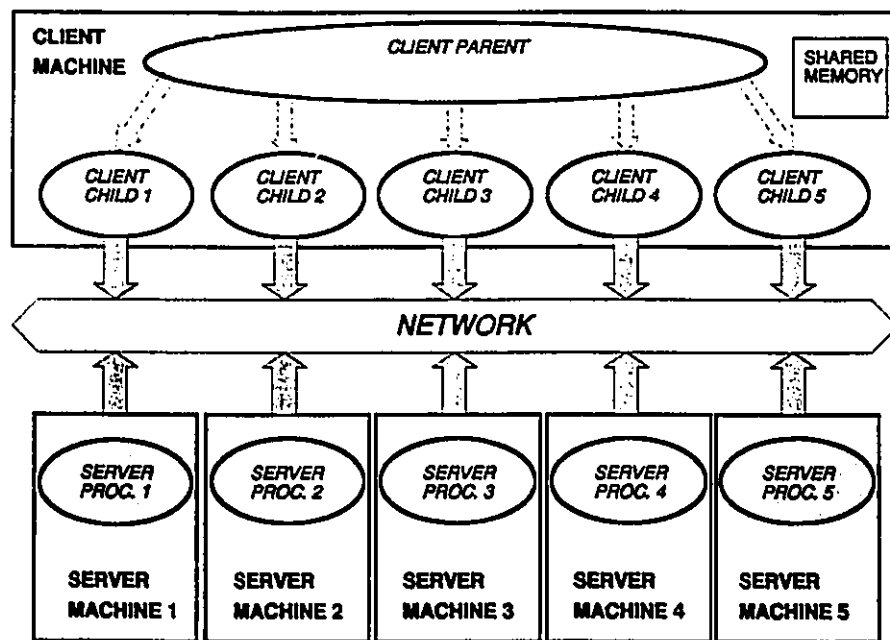 CLIENT
MACHINE
CLIENT PARENT
SHARED
MEMORY
CLIENT
CHILD 1
CLIENT
CHILD 2
CLIENT
CHILD 3
CLIENT
CHILD 4
CLIENT
CHILD 5
NETWORK
SERVER
PROC. 1
SERVER
PROC. 2
SERVER
PROC. 3
SERVER
PROC. 4
SERVER
PROC. 5
SERVER
MACHINE 1
SERVER
MACHINE 2
SERVER
MACHINE 3
SERVER
MACHINE 4
SERVER
MACHINE 5